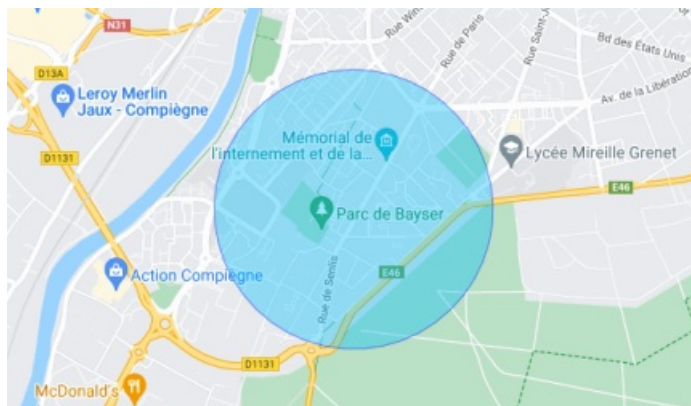 N31
Rue Win
Rue de Paris
Rue Saint-J
Bd des États Unis
D13A
Leroy Merlin
Jaux - Compiègne
Av. de la Libération
Mémorial de
l'internement et de la...
Lycée Mireille Grenet
D1131
E46
Parc de Bayser
Action Compiègne
E46
Rue de Senlis
D1131
McDonald's